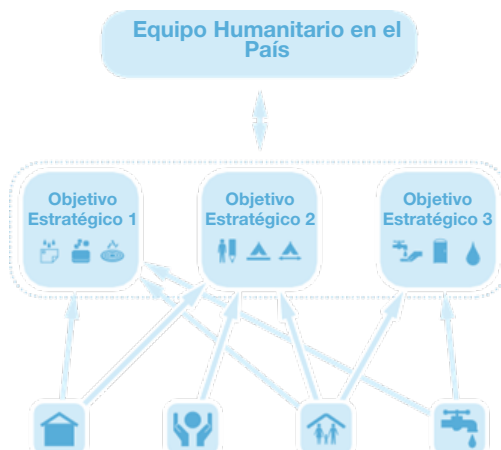 Equipo Humanitario en el
País
Objetivo
Estratégico 1
Objetivo
Estratégico 2
Objetivo
Estratégico 3